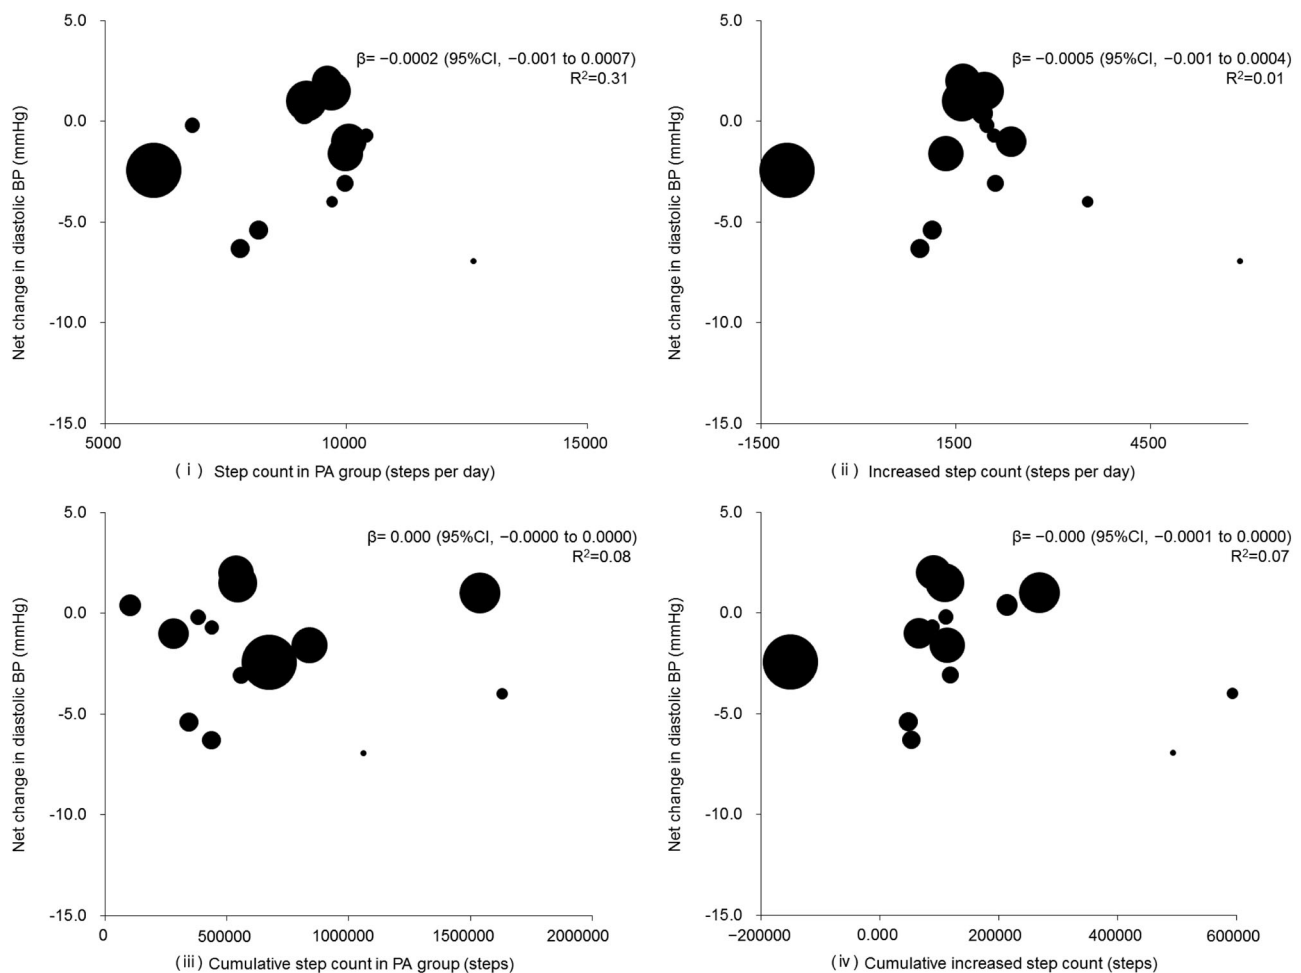 5.0
0.0
-5.0
-10.0
-15.0
Net change in diastolic BP (mmHg)
β= −0.0002 (95%CI, −0.001 to 0.0007)
R²=0.31
5000 10000 15000
( i ) Step count in PA group (steps per day)
5.0
0.0
-5.0
-10.0
-15.0
Net change in diastolic BP (mmHg)
β= −0.0005 (95%CI, −0.001 to 0.0004)
R²=0.01
-1500 1500 4500
( ii ) Increased step count (steps per day)
5.0
0.0
-5.0
-10.0
-15.0
Net change in diastolic BP (mmHg)
β= 0.000 (95%CI, −0.0000 to 0.0000)
R²=0.08
0 500000 1000000 2000000
(iii) Cumulative step count in PA group (steps)
5.0
0.0
-5.0
-10.0
-15.0
Net change in diastolic BP (mmHg)
β= −0.000 (95%CI, −0.0001 to 0.0000)
R²=0.07
−200000 0.000 200000 400000 600000
(iv) Cumulative increased step count (steps)